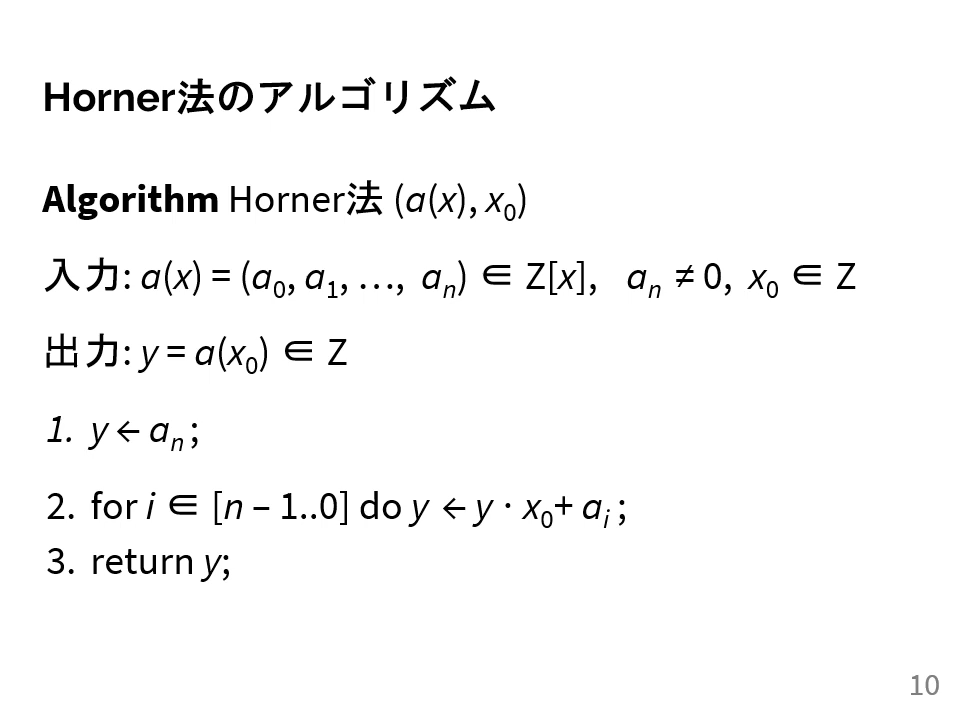 Horner法のアルゴリズム
Algorithm Horner法 (a(x), x₀)
入力: a(x) = (a₀, a₁, …, aₙ) ∈ Z[x], aₙ ≠ 0, x₀ ∈ Z
出力: y = a(x₀) ∈ Z
1. y ← aₙ ;
2. for i ∈ [n – 1..0] do y ← y · x₀+ aᵢ ;
3. return y;
10